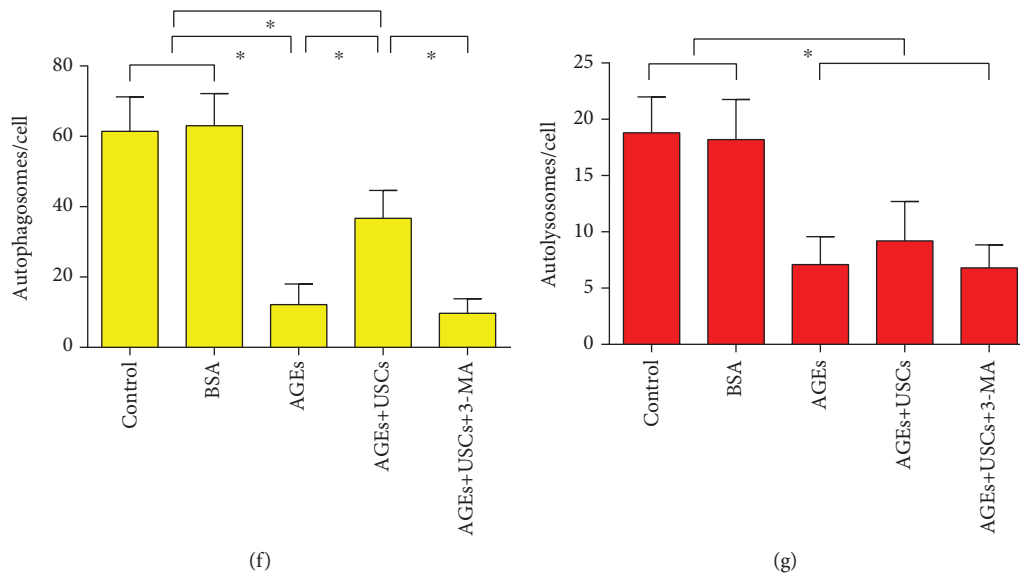 *
* * *
80
60
40
20
0
Autophagosomes/cell
Control
BSA
AGEs
AGEs+USCs
AGEs+USCs+3-MA
(f)
*
25
20
15
10
5
0
Autolysosomes/cell
Control
BSA
AGEs
AGEs+USCs
AGEs+USCs+3-MA
(g)